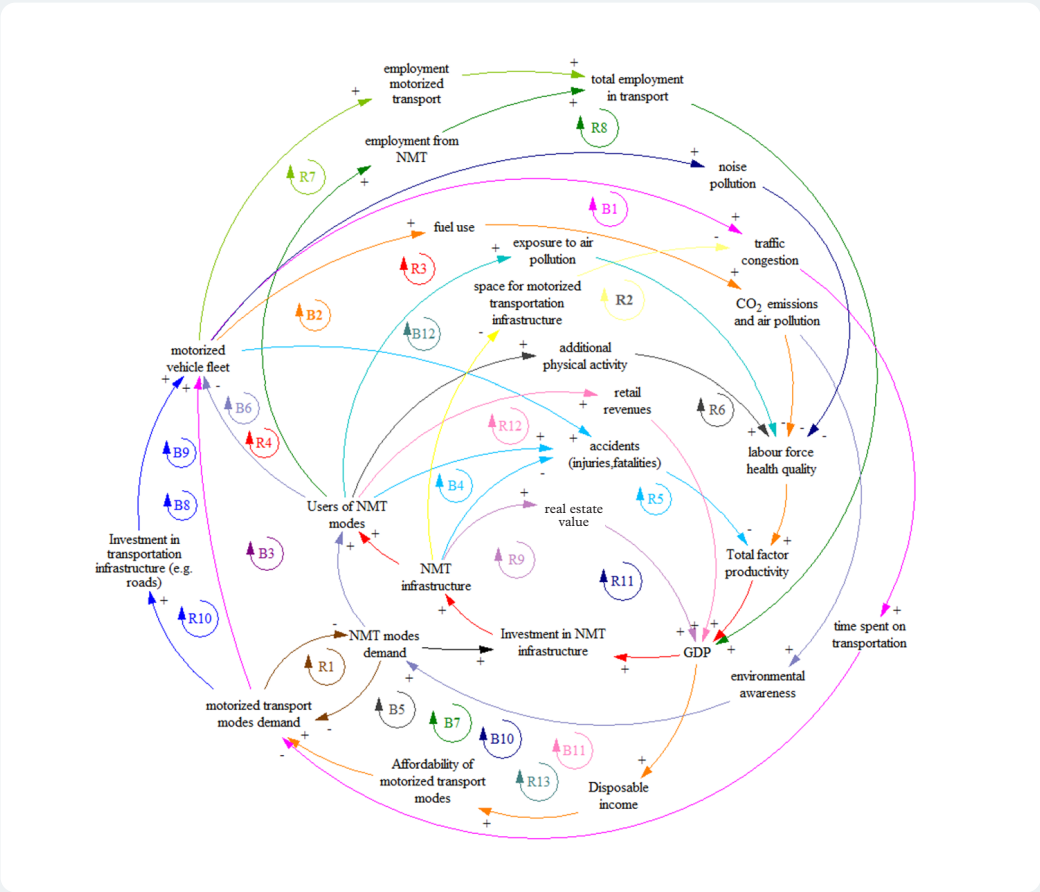 employment
motorized
transport
+
+
total employment
in transport
+
R8
employment from
NMT
+
+
noise
pollution
R7
B1
+
traffic
congestion
+
fuel use
-
+
exposure to air
pollution
R3
+
CO2 emissions
and air pollution
space for motorized
transportation
infrastructure
R2
B2
B12
-
+
additional
physical activity
motorized
vehicle fleet
+
+
-
retail
revenues
+
R6
B6
R12
R4
+
+
accidents
(injuries,fatalities)
+
-
-
-
labour force
health quality
B9
-
B4
R5
+
real estate
value
B8
Users of NMT
modes
+
+
-
+
Total factor
productivity
Investment in
transportation
infrastructure (e.g.
roads)
B3
R9
NMT
infrastructure
R11
+
+
+
time spent on
transportation
R10
-
NMT modes
demand
+
Investment in NMT
infrastructure
+
+
+
GDP
+
+
R1
+
environmental
awareness
motorized transport
modes demand
-
B5
B7
B10
B11
+
-
Affordability of
motorized transport
modes
R13
+
Disposable
income
+